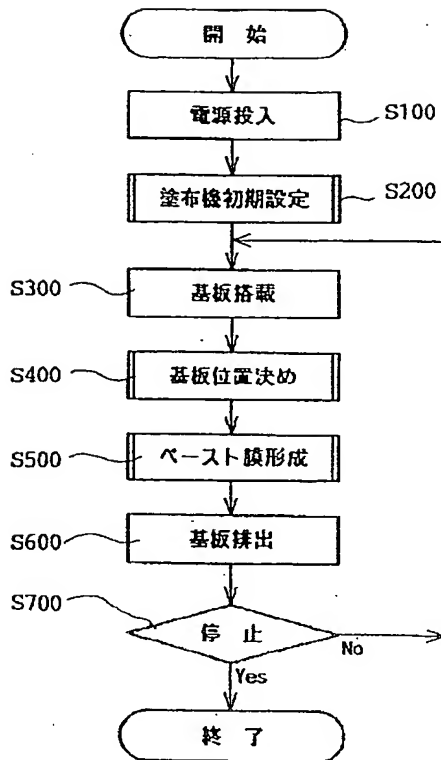 開 始
電源投入
S100
塗布機初期設定
S200
S300
基板搭載
S400
基板位置決め
S500
ペースト膜形成
S600
基板排出
S700
停 止
No
Yes
終 了